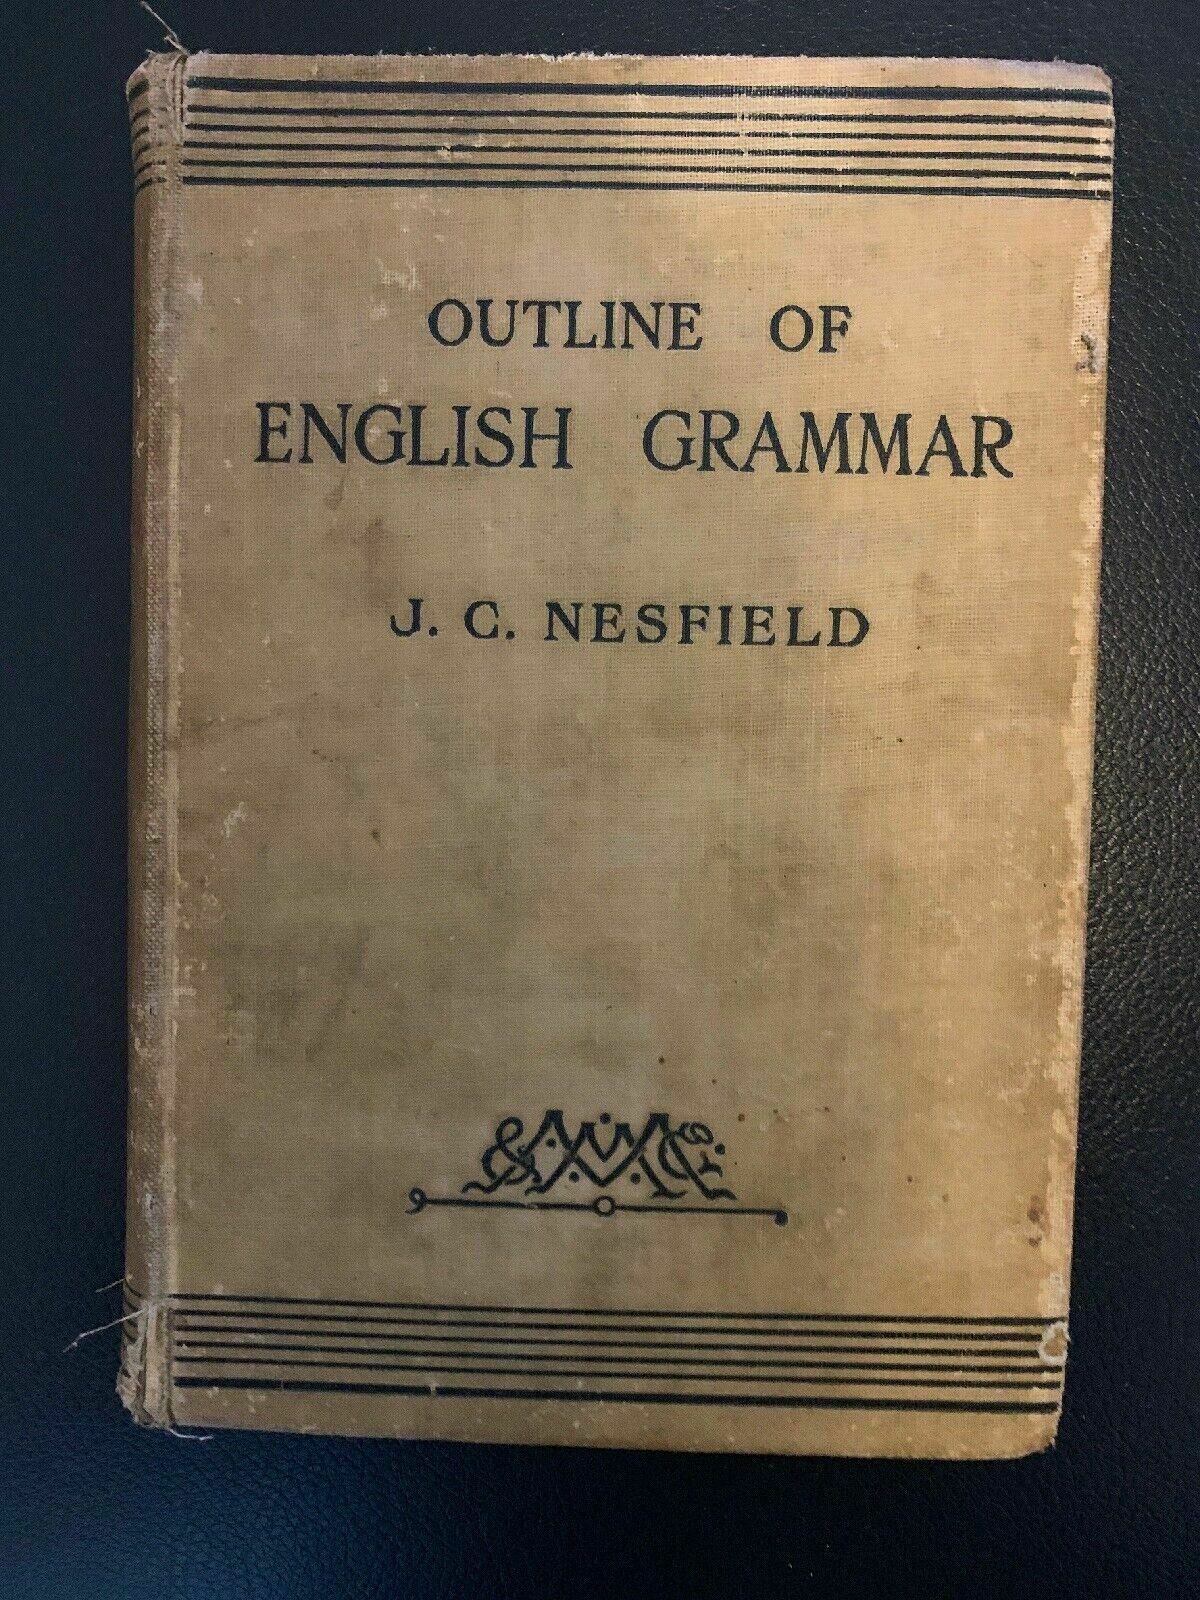 OUTLINE OF
ENGLISH GRAMMAR
J. C. NESFIELD